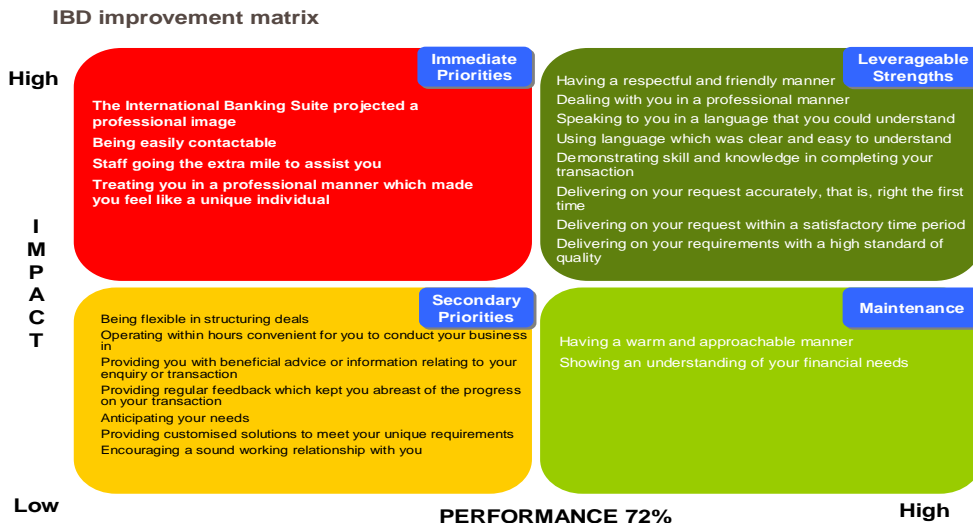 IBD improvement matrix
High
Immediate
Priorities
The International Banking Suite projected a
professional image
Being easily contactable
Staff going the extra mile to assist you
Treating you in a professional manner which made
you feel like a unique individual
Leverageable
Strengths
Having a respectful and friendly manner
Dealing with you in a professional manner
Speaking to you in a language that you could understand
Using language which was clear and easy to understand
Demonstrating skill and knowledge in completing your
transaction
Delivering on your request accurately, that is, right the first
time
Delivering on your request within a satisfactory time period
Delivering on your requirements with a high standard of
quality
I
M
P
A
C
T
Secondary
Priorities
Being flexible in structuring deals
Operating within hours convenient for you to conduct your business
in
Providing you with beneficial advice or information relating to your
enquiry or transaction
Providing regular feedback which kept you abreast of the progress
on your transaction
Anticipating your needs
Providing customised solutions to meet your unique requirements
Encouraging a sound working relationship with you
Maintenance
Having a warm and approachable manner
Showing an understanding of your financial needs
Low
PERFORMANCE 72%
High